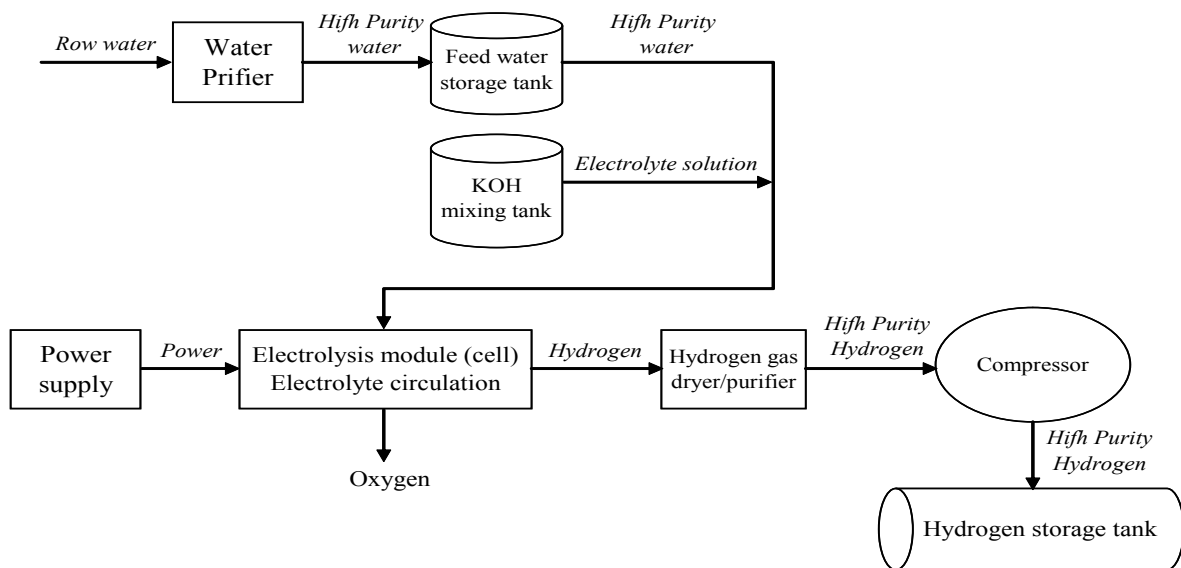 Row water
Water
Prifier
Hifh Purity
water
Feed water
storage tank
Hifh Purity
water
KOH
mixing tank
Electrolyte solution
Power
supply
Power
Electrolysis module (cell)
Electrolyte circulation
Oxygen
Hydrogen
Hydrogen gas
dryer/purifier
Hifh Purity
Hydrogen
Compressor
Hifh Purity
Hydrogen
Hydrogen storage tank